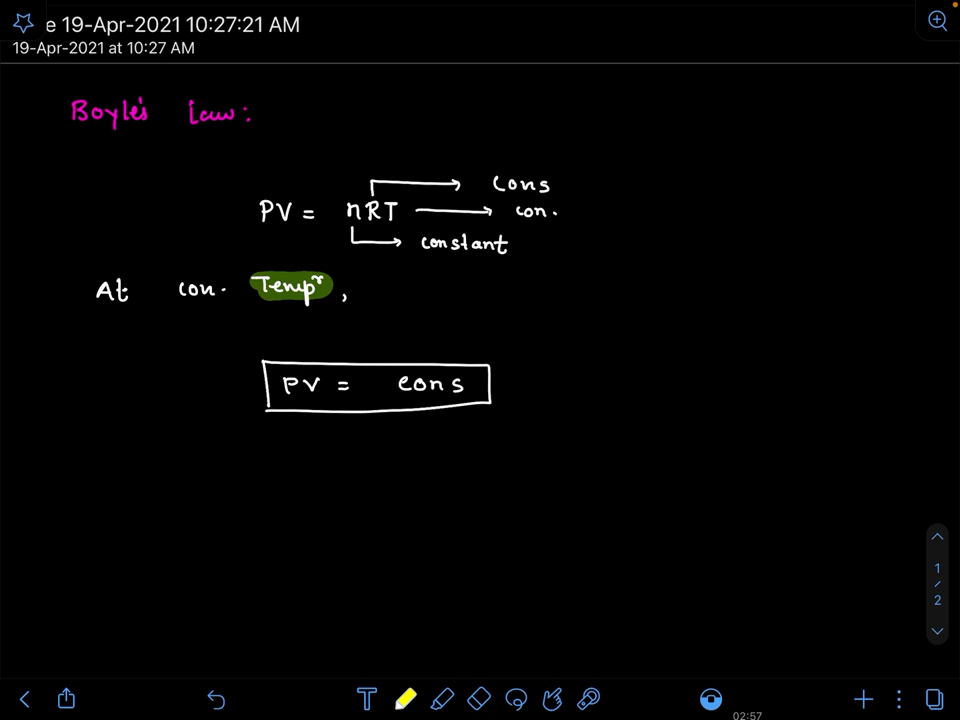 e 19-Apr-2021 10:27:21 AM
19-Apr-2021 at 10:27 AM
Boyle's Law:
cons
PV = nRT con.
constant
At con. Tempr,
PV = cons
1
/
2
T
02:57